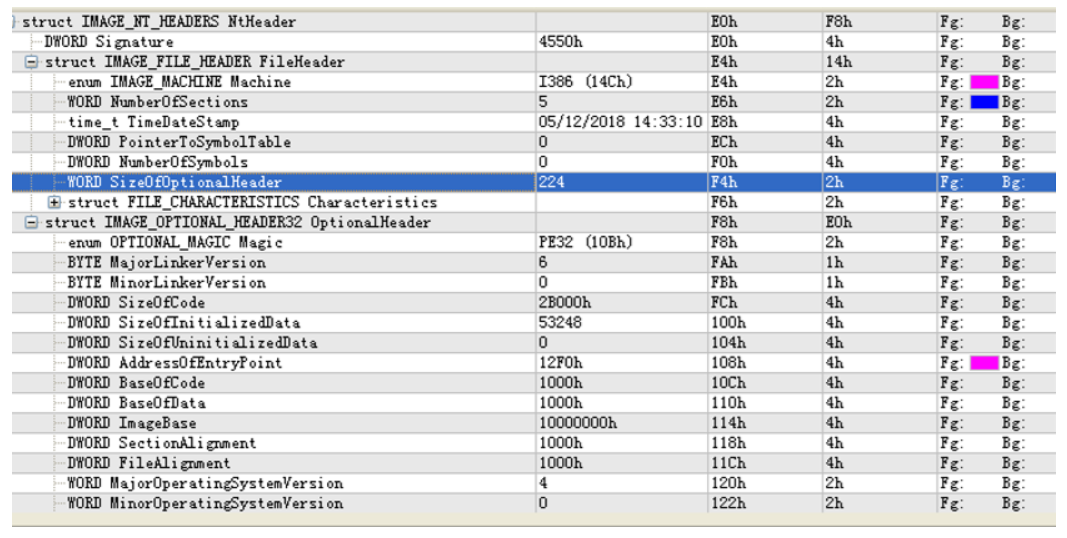 struct IMAGE_NT_HEADERS NtHeader E0h F8h Fg: Bg:
DWORD Signature 4550h E0h 4h Fg: Bg:
struct IMAGE_FILE_HEADER FileHeader E4h 14h Fg: Bg:
enum IMAGE_MACHINE Machine I386 (14Ch) E4h 2h Fg: Bg:
WORD NumberOfSections 5 E6h 2h Fg: Bg:
time_t TimeDateStamp 05/12/2018 14:33:10 E8h 4h Fg: Bg:
DWORD PointerToSymbolTable 0 ECh 4h Fg: Bg:
DWORD NumberOfSymbols 0 F0h 4h Fg: Bg:
WORD SizeOfOptionalHeader 224 F4h 2h Fg: Bg:
struct FILE_CHARACTERISTICS Characteristics F6h 2h Fg: Bg:
struct IMAGE_OPTIONAL_HEADER32 OptionalHeader F8h E0h Fg: Bg:
enum OPTIONAL_MAGIC Magic PE32 (10Bh) F8h 2h Fg: Bg:
BYTE MajorLinkerVersion 6 FAh 1h Fg: Bg:
BYTE MinorLinkerVersion 0 FBh 1h Fg: Bg:
DWORD SizeOfCode 2B000h FCh 4h Fg: Bg:
DWORD SizeOfInitializedData 53248 100h 4h Fg: Bg:
DWORD SizeOfUninitializedData 0 104h 4h Fg: Bg:
DWORD AddressOfEntryPoint 12F0h 108h 4h Fg: Bg:
DWORD BaseOfCode 1000h 10Ch 4h Fg: Bg:
DWORD BaseOfData 1000h 110h 4h Fg: Bg:
DWORD ImageBase 10000000h 114h 4h Fg: Bg:
DWORD SectionAlignment 1000h 118h 4h Fg: Bg:
DWORD FileAlignment 1000h 11Ch 4h Fg: Bg:
WORD MajorOperatingSystemVersion 4 120h 2h Fg: Bg:
WORD MinorOperatingSystemVersion 0 122h 2h Fg: Bg: